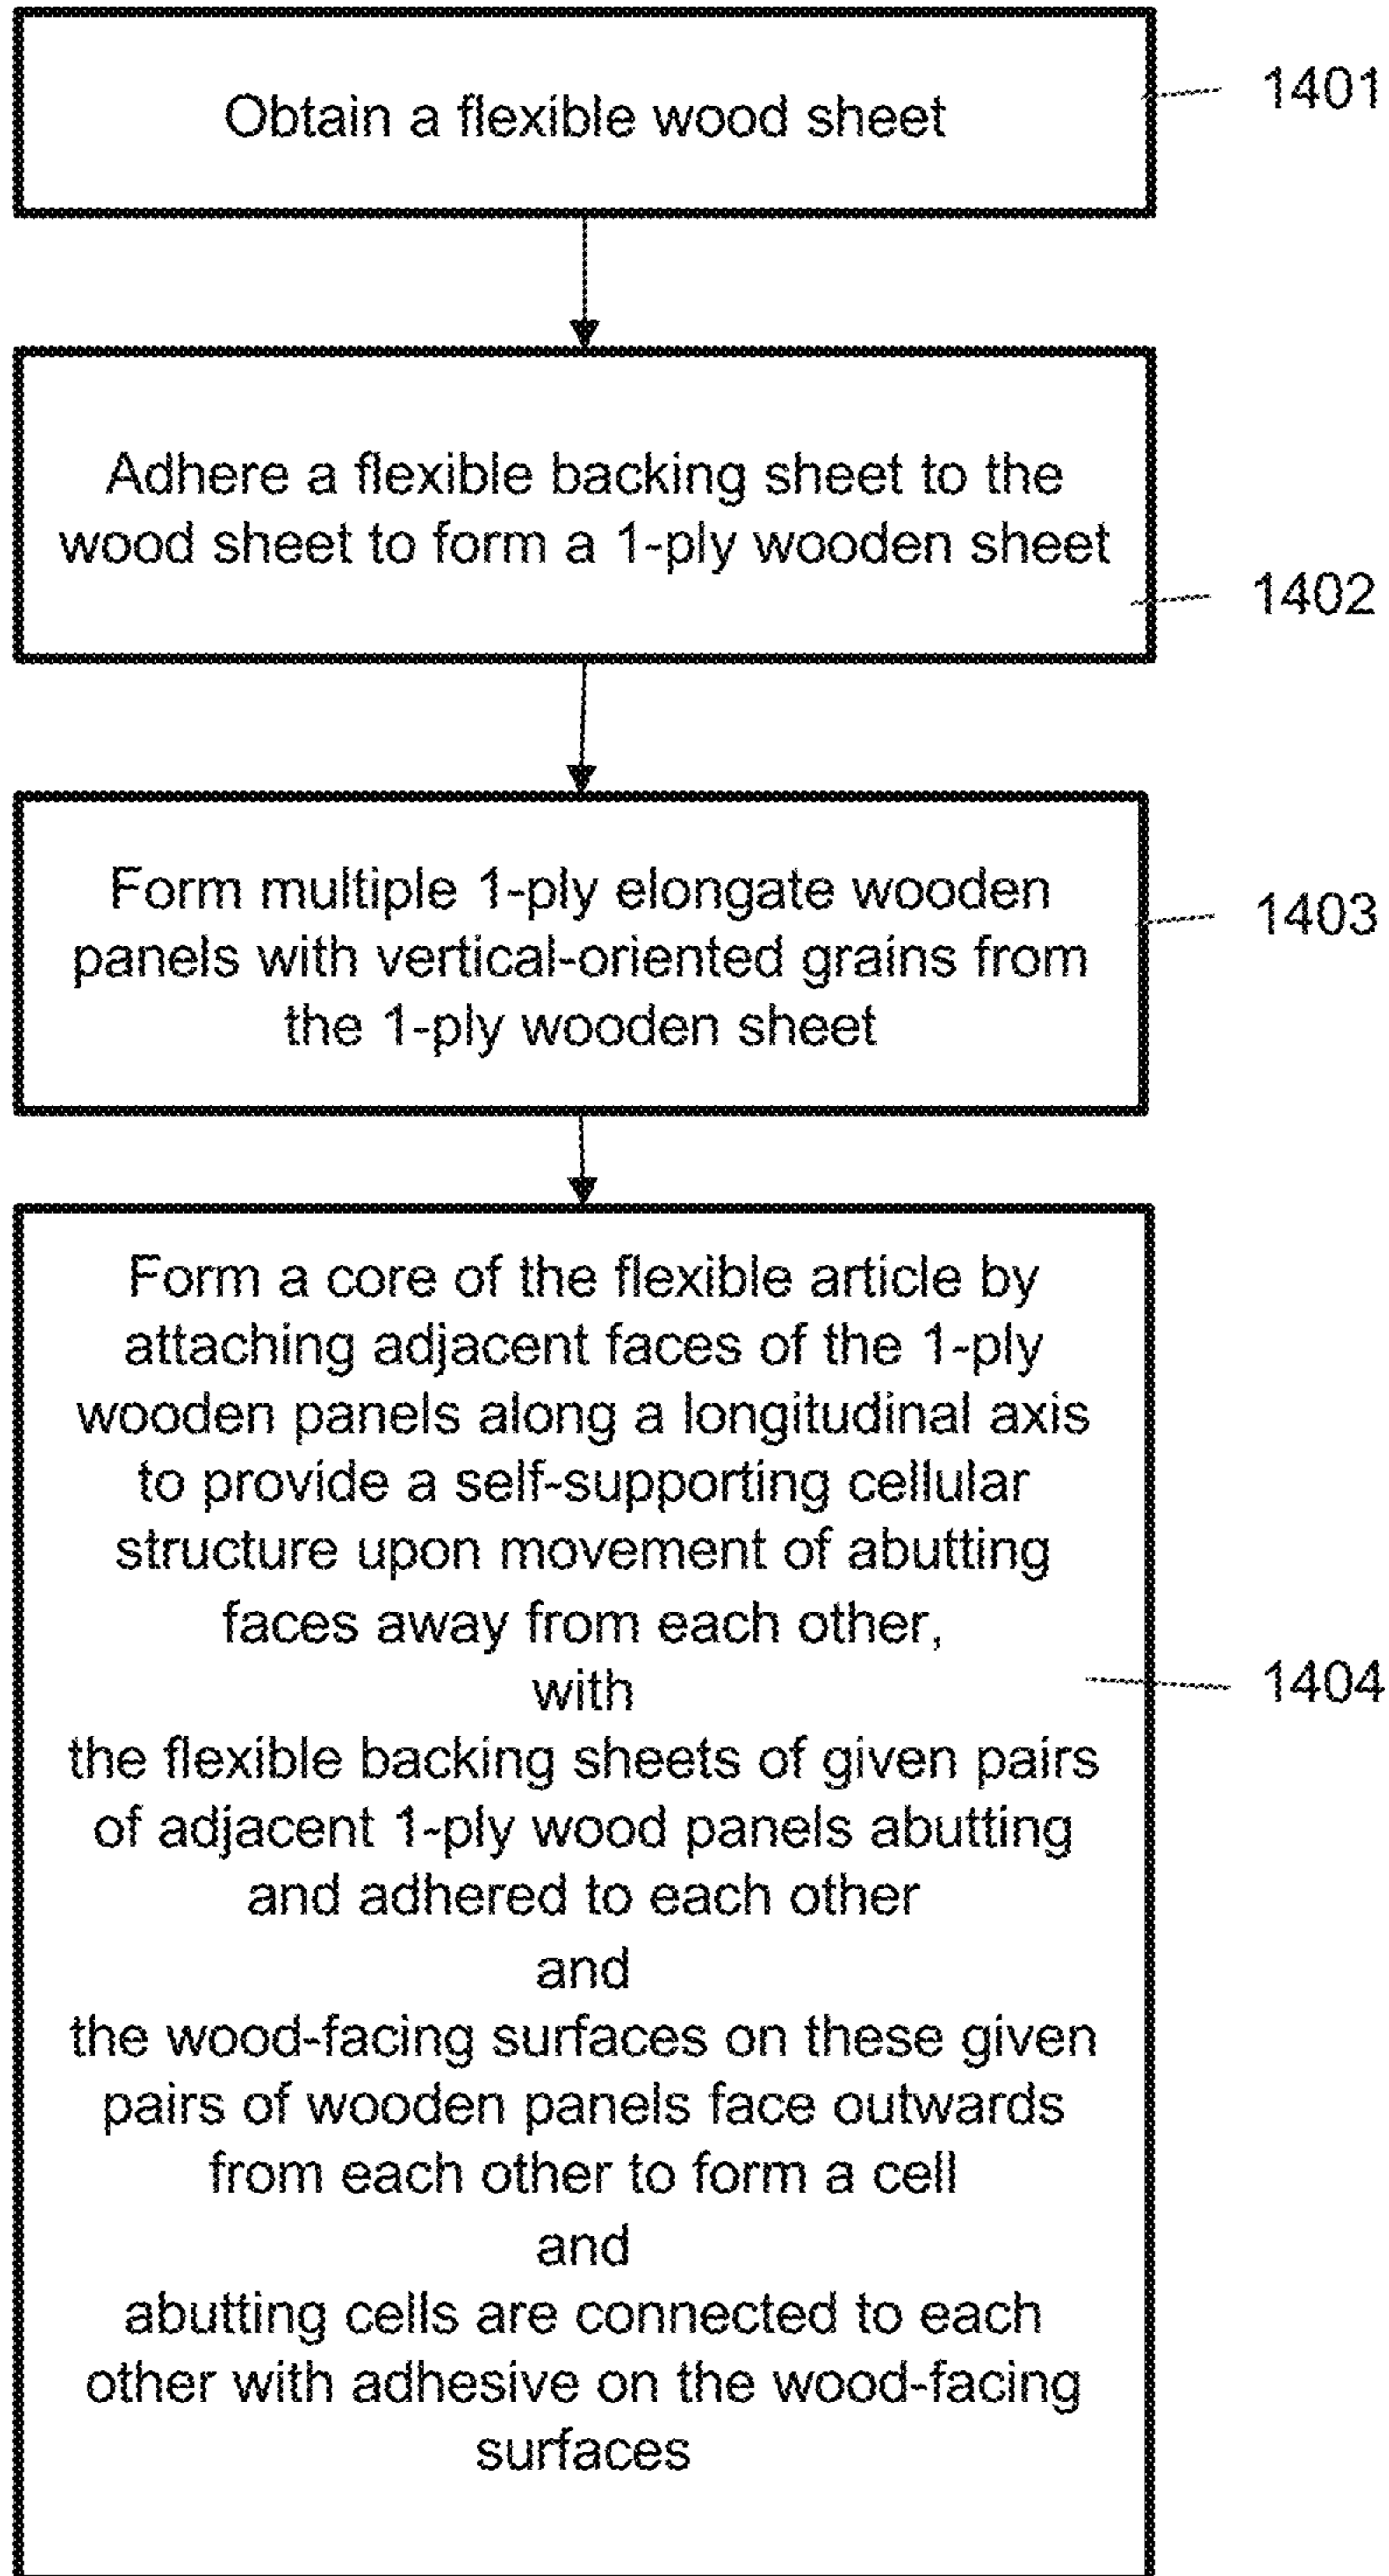 Obtain a flexible wood sheet
1401
Adhere a flexible backing sheet to the
wood sheet to form a 1-ply wooden sheet
1402
Form multiple 1-ply elongate wooden
panels with vertical-oriented grains from
the 1-ply wooden sheet
1403
Form a core of the flexible article by
attaching adjacent faces of the 1-ply
wooden panels along a longitudinal axis
to provide a self-supporting cellular
structure upon movement of abutting
faces away from each other,
with
the flexible backing sheets of given pairs
of adjacent 1-ply wood panels abutting
and adhered to each other
and
the wood-facing surfaces on these given
pairs of wooden panels face outwards
from each other to form a cell
and
abutting cells are connected to each
other with adhesive on the wood-facing
surfaces
1404